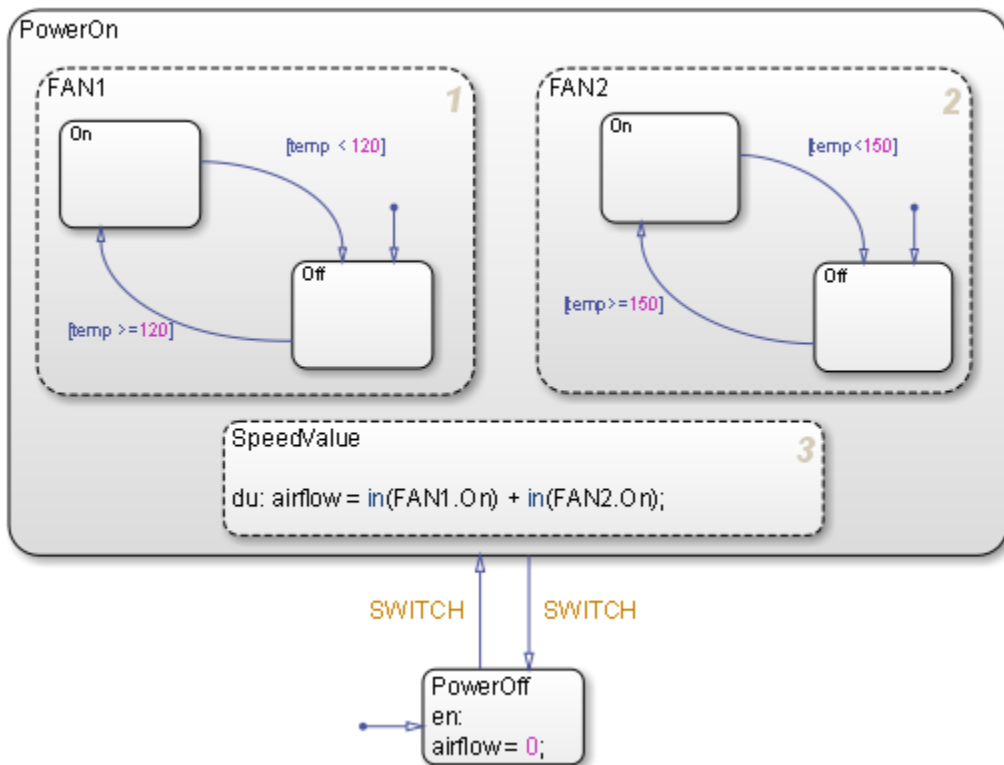 PowerOn
FAN1
1
On
[temp < 120]
Off
[temp >=120]
FAN2
2
On
[temp<150]
Off
[temp>=150]
SpeedValue
3
du: airflow = in(FAN1.On) + in(FAN2.On);
SWITCH
SWITCH
PowerOff
en:
airflow = 0;